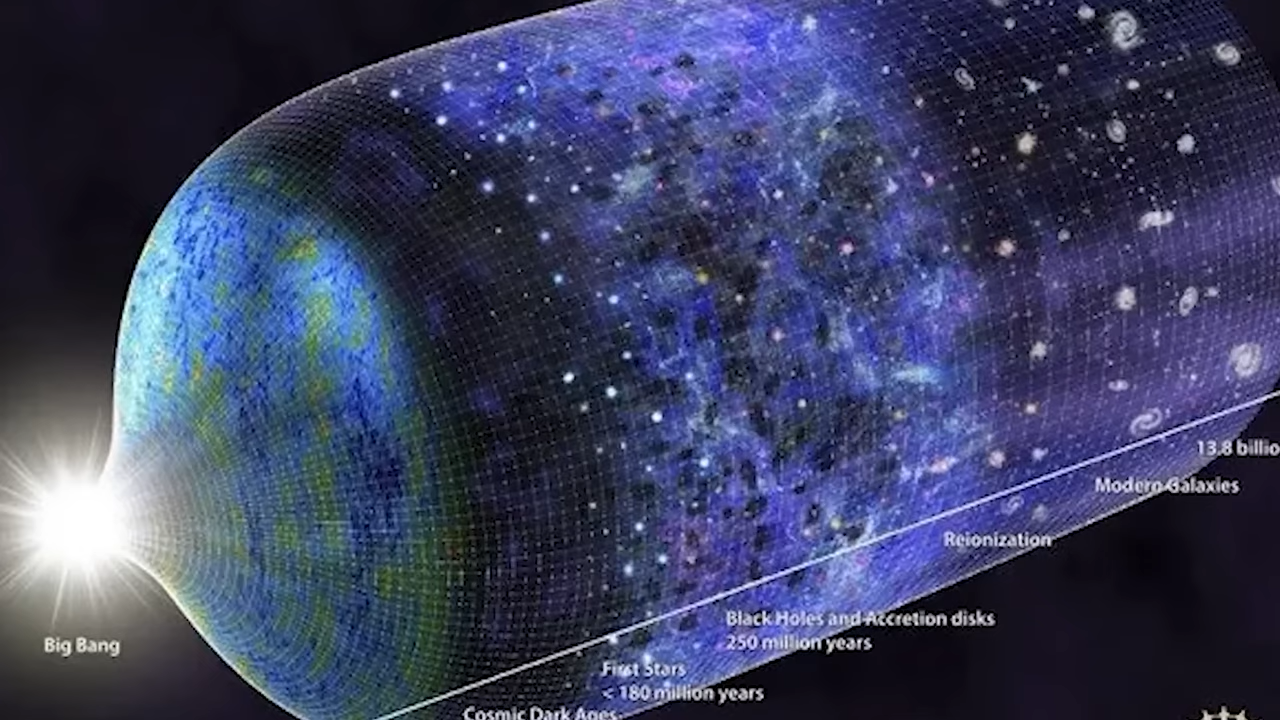 13.8 billio
Modern Galaxies
Reionization
Black Holes and Accretion disks
250 million years
Big Bang
First Stars
< 180 million years
Cosmic Dark Ages